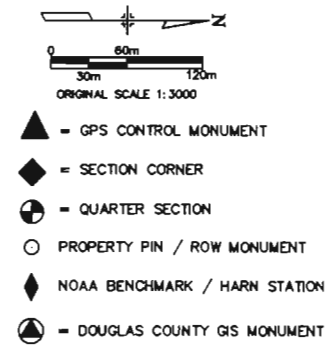 N
0 60m
30m 120m
ORIGINAL SCALE 1:3000
= GPS CONTROL MONUMENT
= SECTION CORNER
= QUARTER SECTION
PROPERTY PIN / ROW MONUMENT
NOAA BENCHMARK / HARN STATION
= DOUGLAS COUNTY GIS MONUMENT